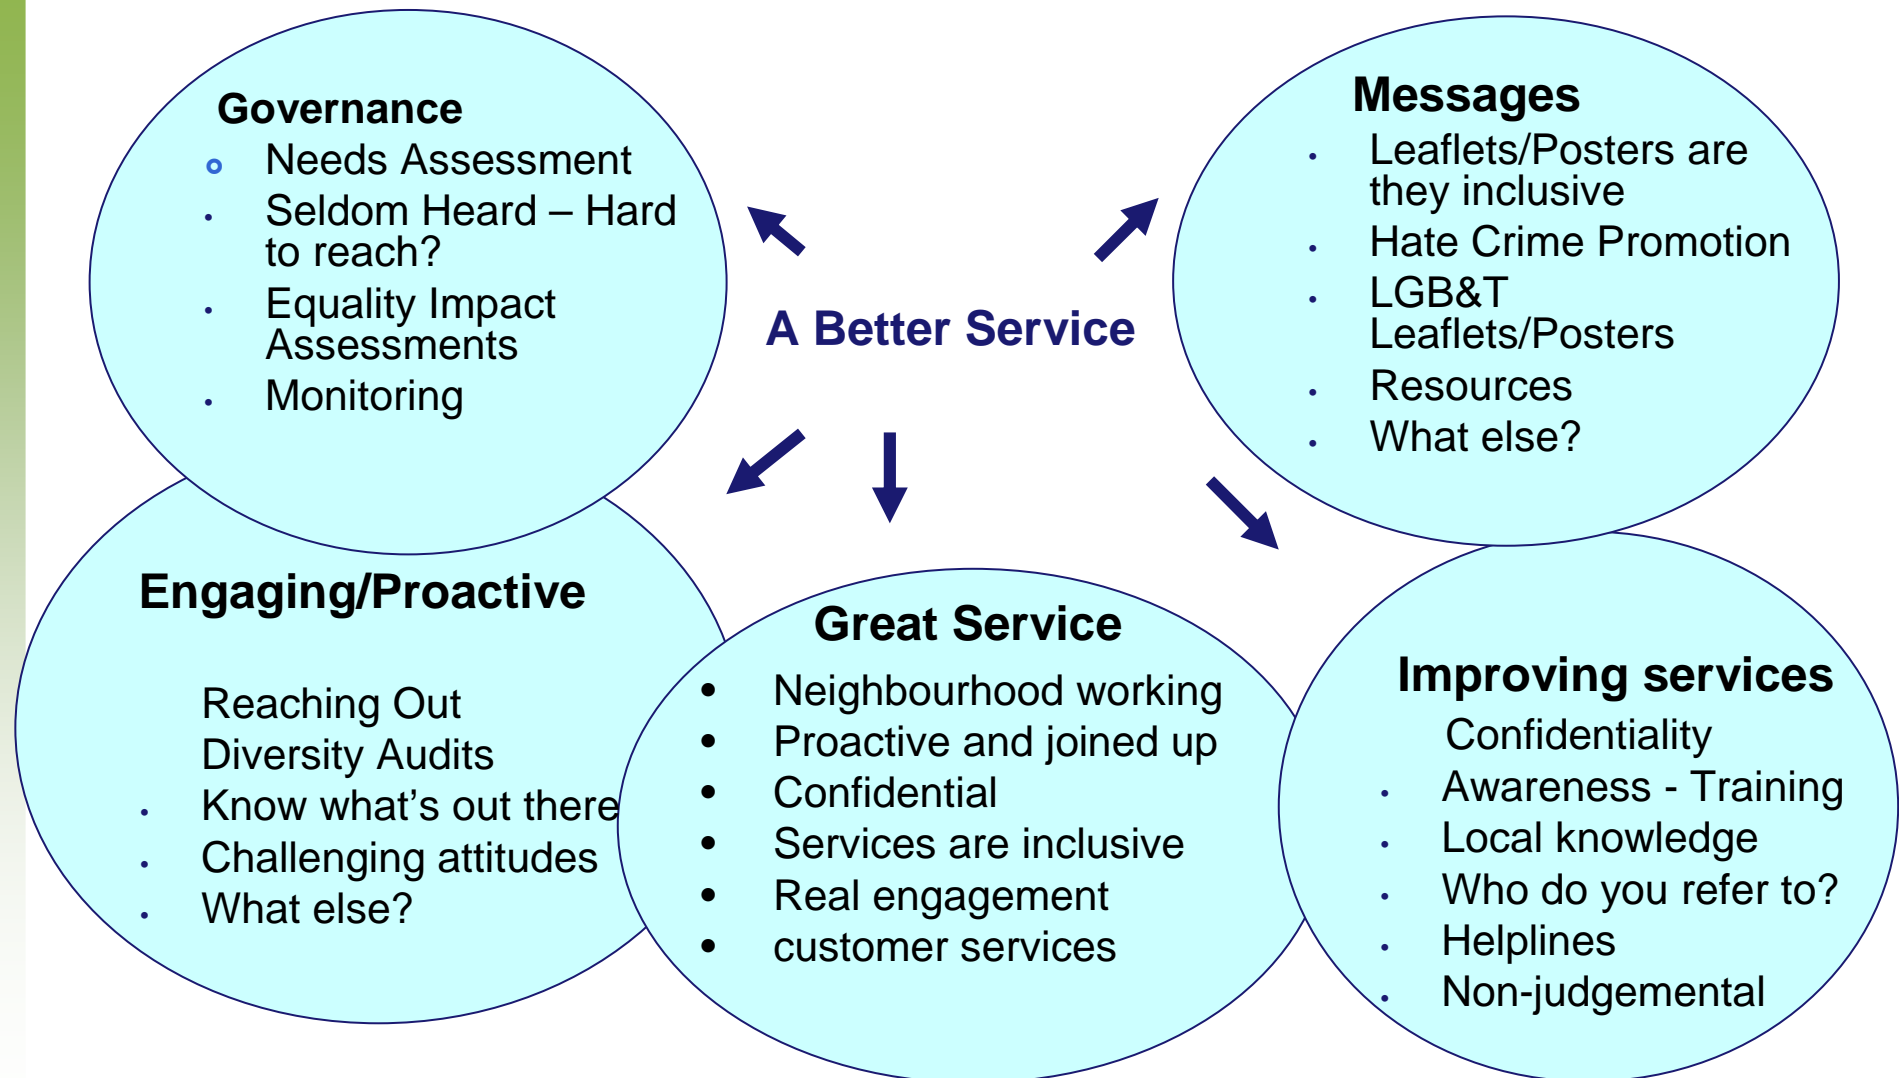 Governance
Needs Assessment
Seldom Heard – Hard
to reach?
Equality Impact
Assessments
Monitoring
A Better Service
Messages
Leaflets/Posters are
they inclusive
Hate Crime Promotion
LGB&T
Leaflets/Posters
Resources
What else?
Engaging/Proactive
Reaching Out
Diversity Audits
Know what's out there
Challenging attitudes
What else?
Great Service
Neighbourhood working
Proactive and joined up
Confidential
Services are inclusive
Real engagement
customer services
Improving services
Confidentiality
Awareness - Training
Local knowledge
Who do you refer to?
Helplines
Non-judgemental